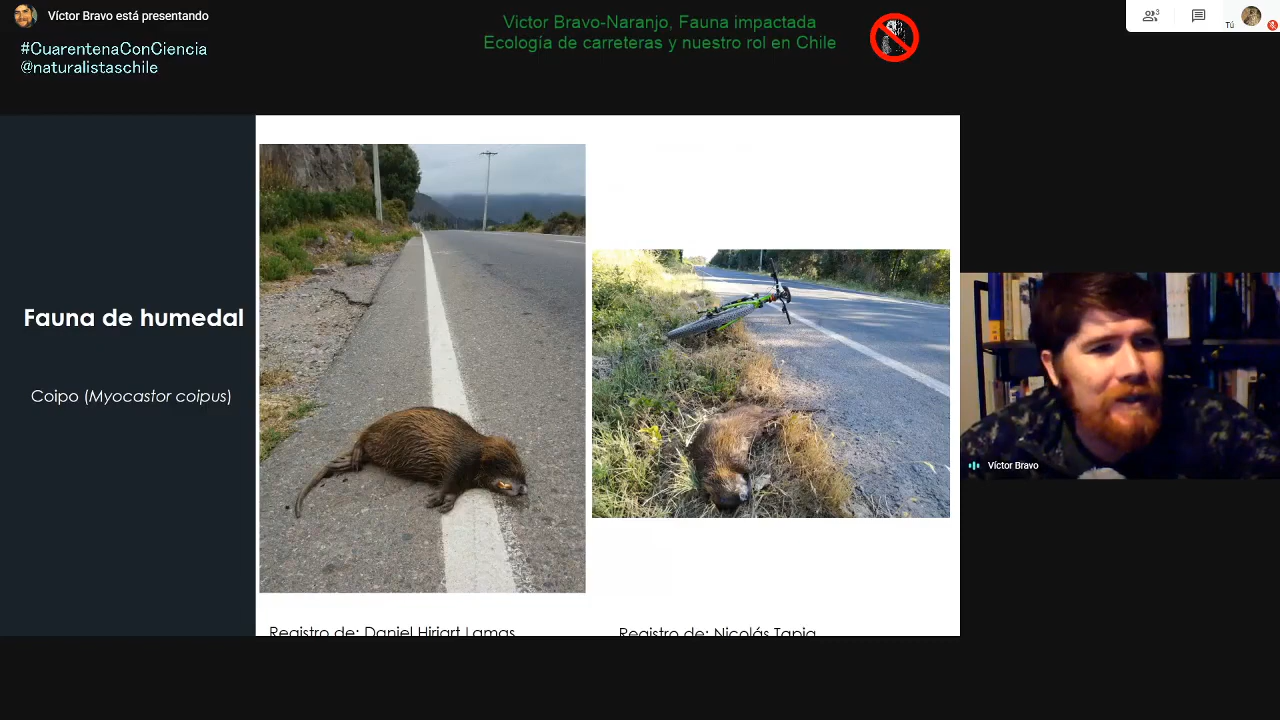 Víctor Bravo está presentando
#CuarentenaConCiencia
@naturalistaschile
Victor Bravo-Naranjo, Fauna impactada
Ecología de carreteras y nuestro rol en Chile
3
Tú
Fauna de humedal
Coipo (Myocastor coipus)
Registro de: Daniel Hiriart Lamas
Registro de: Nicolás Tapia
Víctor Bravo